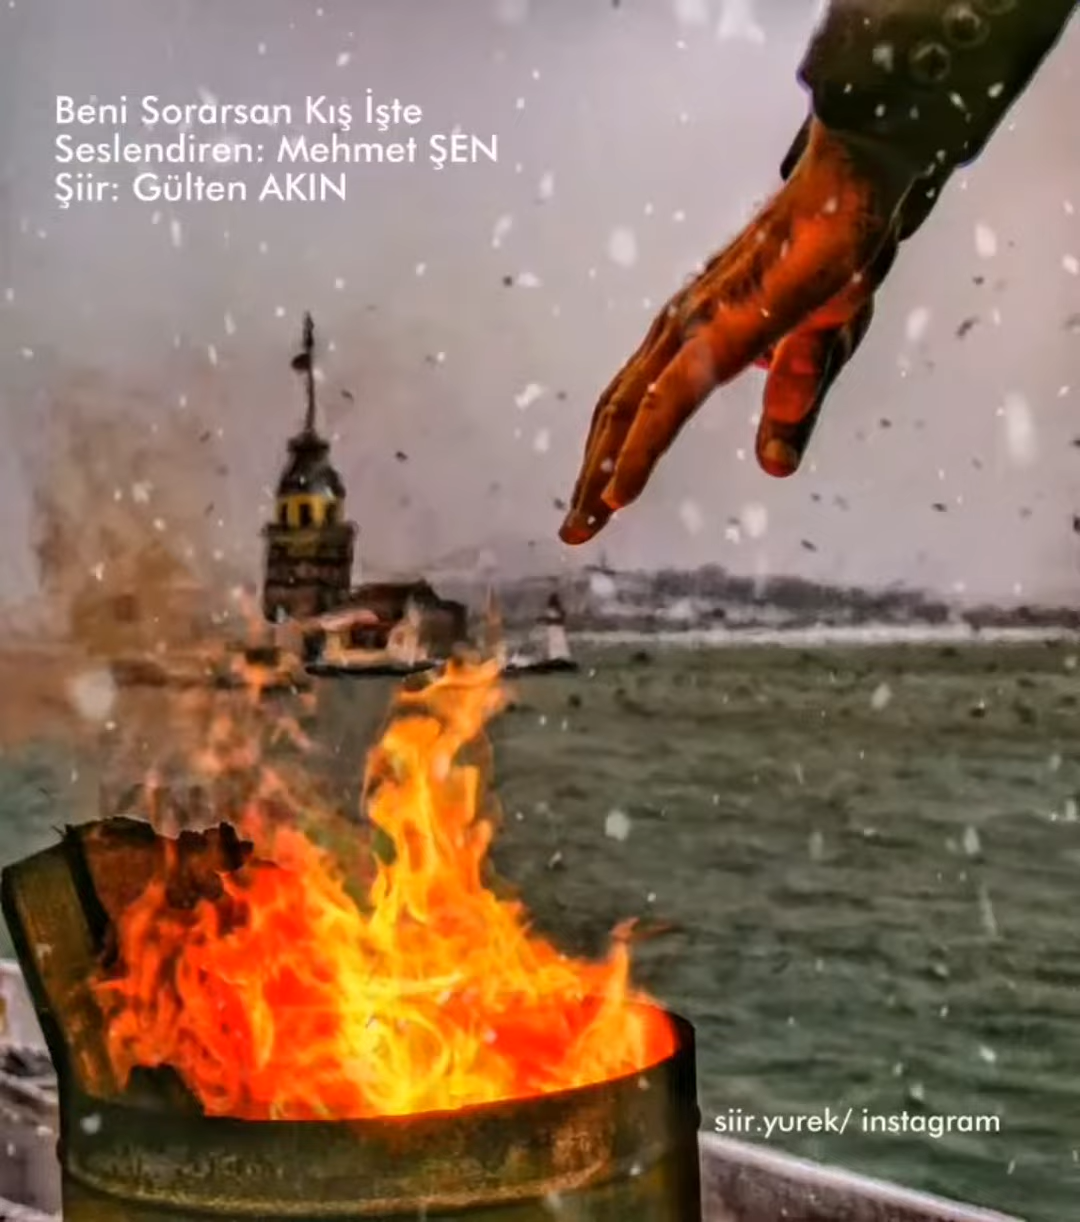 Beni Sorarsan Kış İşte
Seslendiren: Mehmet ŞEN
Şiir: Gülten AKIN
siir.yurek/ instagram